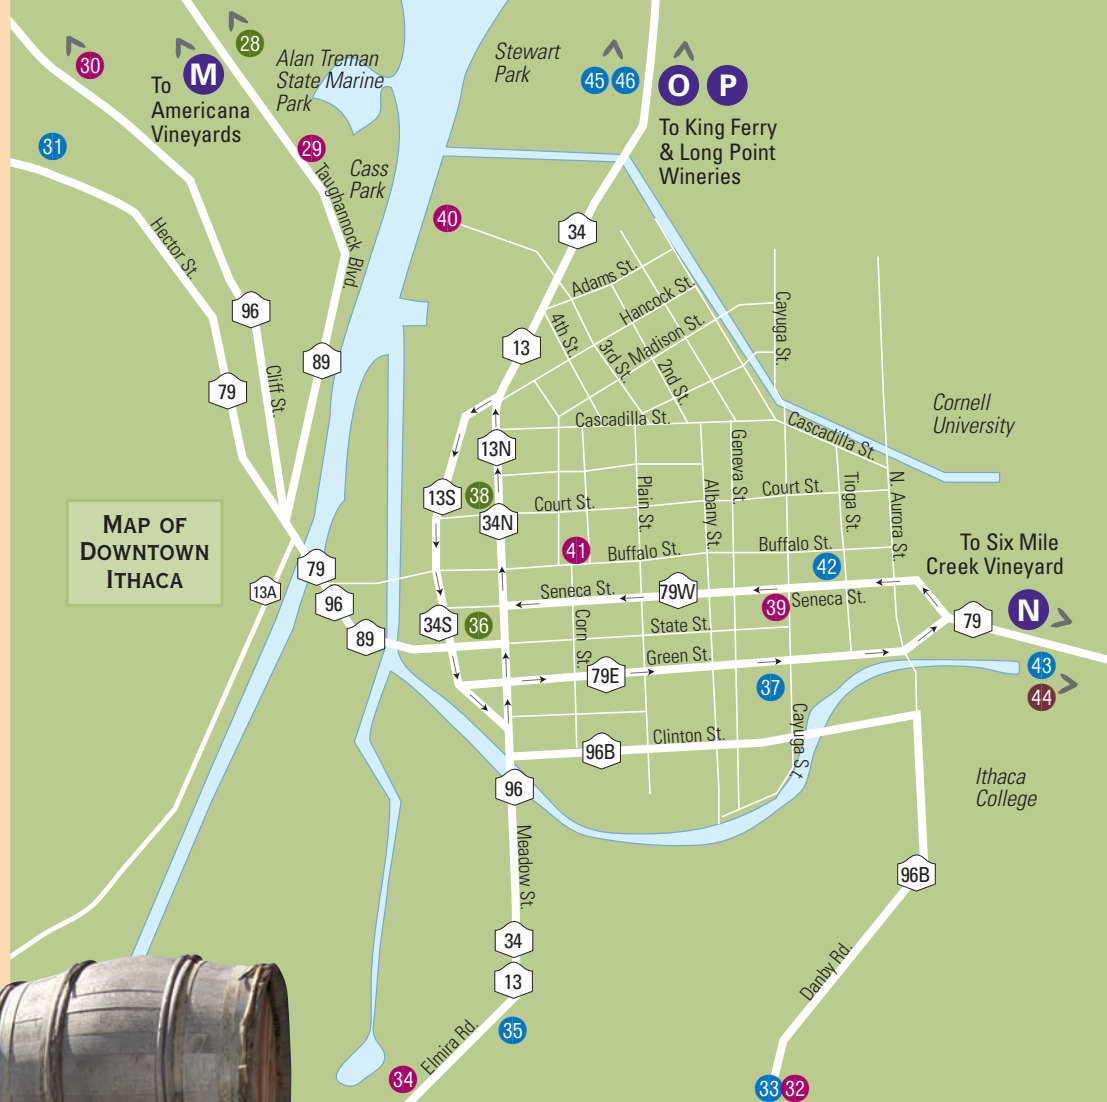 30
M
28
To
Americana
Vineyards
Alan Treman
State Marine
Park
Stewart
Park
45
46
O
P
To King Ferry
& Long Point
Wineries
31
29
Taughannock Blvd.
Cass
Park
40
34
Hector St.
96
79
Cliff St.
89
13
Adams St.
Hancock St.
Madison St.
4th St.
3rd St.
2nd St.
Cayuga St.
Cascadilla St.
Cascadilla St.
Cornell
University
13N
13S
38
34N
Court St.
Plain St.
Albany St.
Geneva St.
Court St.
Tioga St.
N. Aurora St.
MAP OF
DOWNTOWN
ITHACA
41
Buffalo St.
Buffalo St.
42
To Six Mile
Creek Vineyard
N
79
13A
79
96
89
Seneca St.
79W
39
Seneca St.
34S
36
Corn St.
State St.
Green St.
79E
37
43
44
Clinton St.
96B
Cayuga S.t.
96
Meadow St.
Ithaca
College
96B
34
13
Danby Rd.
35
Elmira Rd.
34
33
32